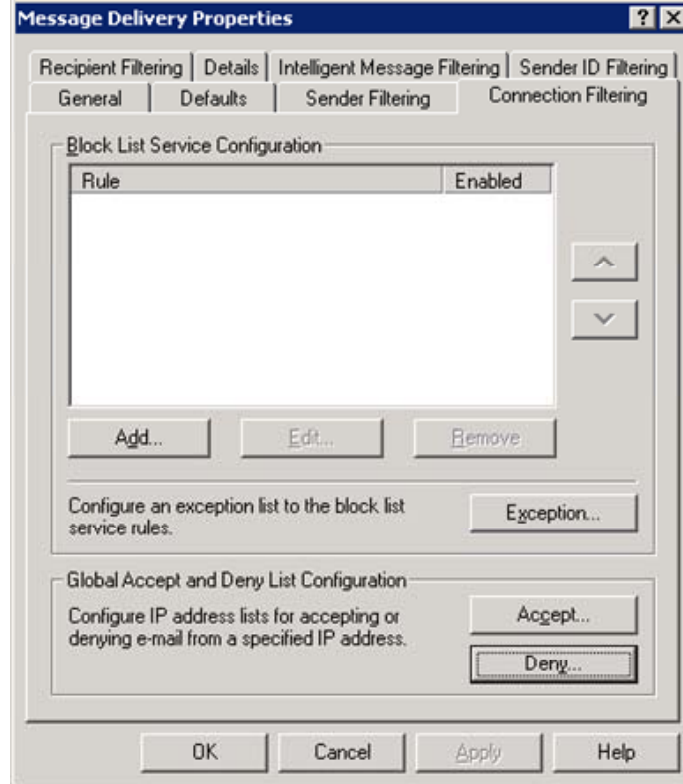 Message Delivery Properties
Recipient Filtering
Details
Intelligent Message Filtering
Sender ID Filtering
General
Defaults
Sender Filtering
Connection Filtering
Block List Service Configuration
Rule
Enabled
Add...
Edit...
Remove
Configure an exception list to the block list
service rules.
Exception...
Global Accept and Deny List Configuration
Configure IP address lists for accepting or
denying e-mail from a specified IP address.
Accept...
Deny...
OK
Cancel
Apply
Help